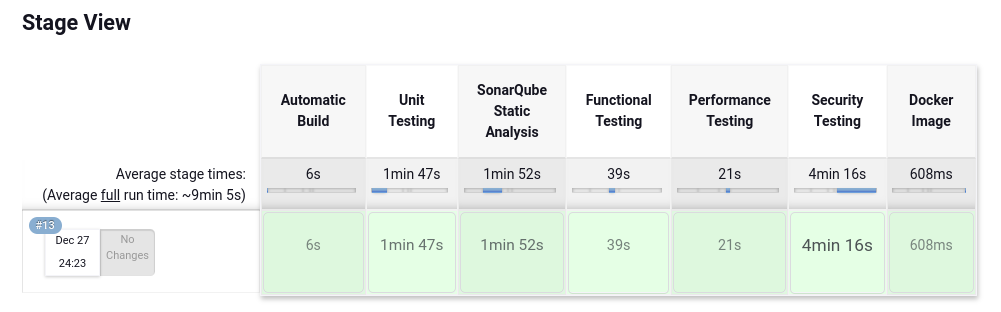 Stage View
Automatic
Build
Unit
Testing
SonarQube
Static
Analysis
Functional
Testing
Performance
Testing
Security
Testing
Docker
Image
Average stage times:
(Average full run time: ~9min 5s)
6s
1min 47s
1min 52s
39s
21s
4min 16s
608ms
#13
Dec 27
24:23
No
Changes
6s
1min 47s
1min 52s
39s
21s
4min 16s
608ms